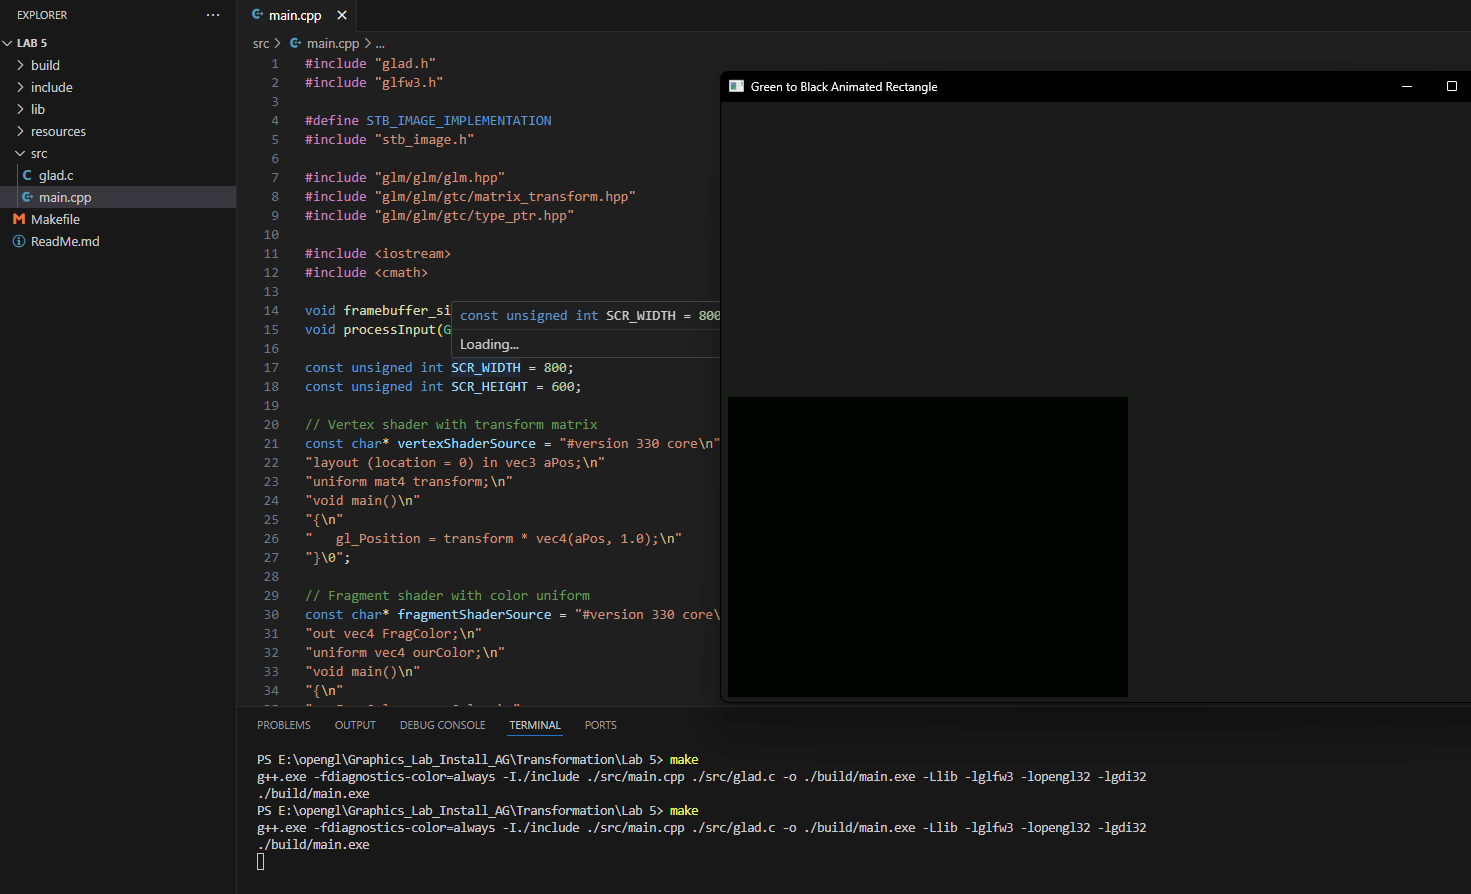 EXPLORER
···
LAB 5
build
include
lib
resources
src
C glad.c
main.cpp
M Makefile
ReadMe.md
main.cpp
src > main.cpp > ...
1 #include "glad.h"
2 #include "glfw3.h"
3
4 #define STB_IMAGE_IMPLEMENTATION
5 #include "stb_image.h"
6
7 #include "glm/glm/glm.hpp"
8 #include "glm/glm/gtc/matrix_transform.hpp"
9 #include "glm/glm/gtc/type_ptr.hpp"
10
11 #include <iostream>
12 #include <cmath>
13
14 void framebuffer_si
15 void processInput(G
const unsigned int SCR_WIDTH = 800
Loading...
16
17 const unsigned int SCR_WIDTH = 800;
18 const unsigned int SCR_HEIGHT = 600;
19
20 // Vertex shader with transform matrix
21 const char* vertexShaderSource = "#version 330 core\n"
22 "layout (location = 0) in vec3 aPos;\n"
23 "uniform mat4 transform;\n"
24 "void main()\n"
25 "{\n"
26 "   gl_Position = transform * vec4(aPos, 1.0);\n"
27 "}\0";
28
29 // Fragment shader with color uniform
30 const char* fragmentShaderSource = "#version 330 core\
31 "out vec4 FragColor;\n"
32 "uniform vec4 ourColor;\n"
33 "void main()\n"
34 "{\n"
Green to Black Animated Rectangle
PROBLEMS OUTPUT DEBUG CONSOLE TERMINAL PORTS
PS E:\opengl\Graphics_Lab_Install_AG\Transformation\Lab 5> make
g++.exe -fdiagnostics-color=always -I./include ./src/main.cpp ./src/glad.c -o ./build/main.exe -Llib -lglfw3 -lopengl32 -lgdi32
./build/main.exe
PS E:\opengl\Graphics_Lab_Install_AG\Transformation\Lab 5> make
g++.exe -fdiagnostics-color=always -I./include ./src/main.cpp ./src/glad.c -o ./build/main.exe -Llib -lglfw3 -lopengl32 -lgdi32
./build/main.exe